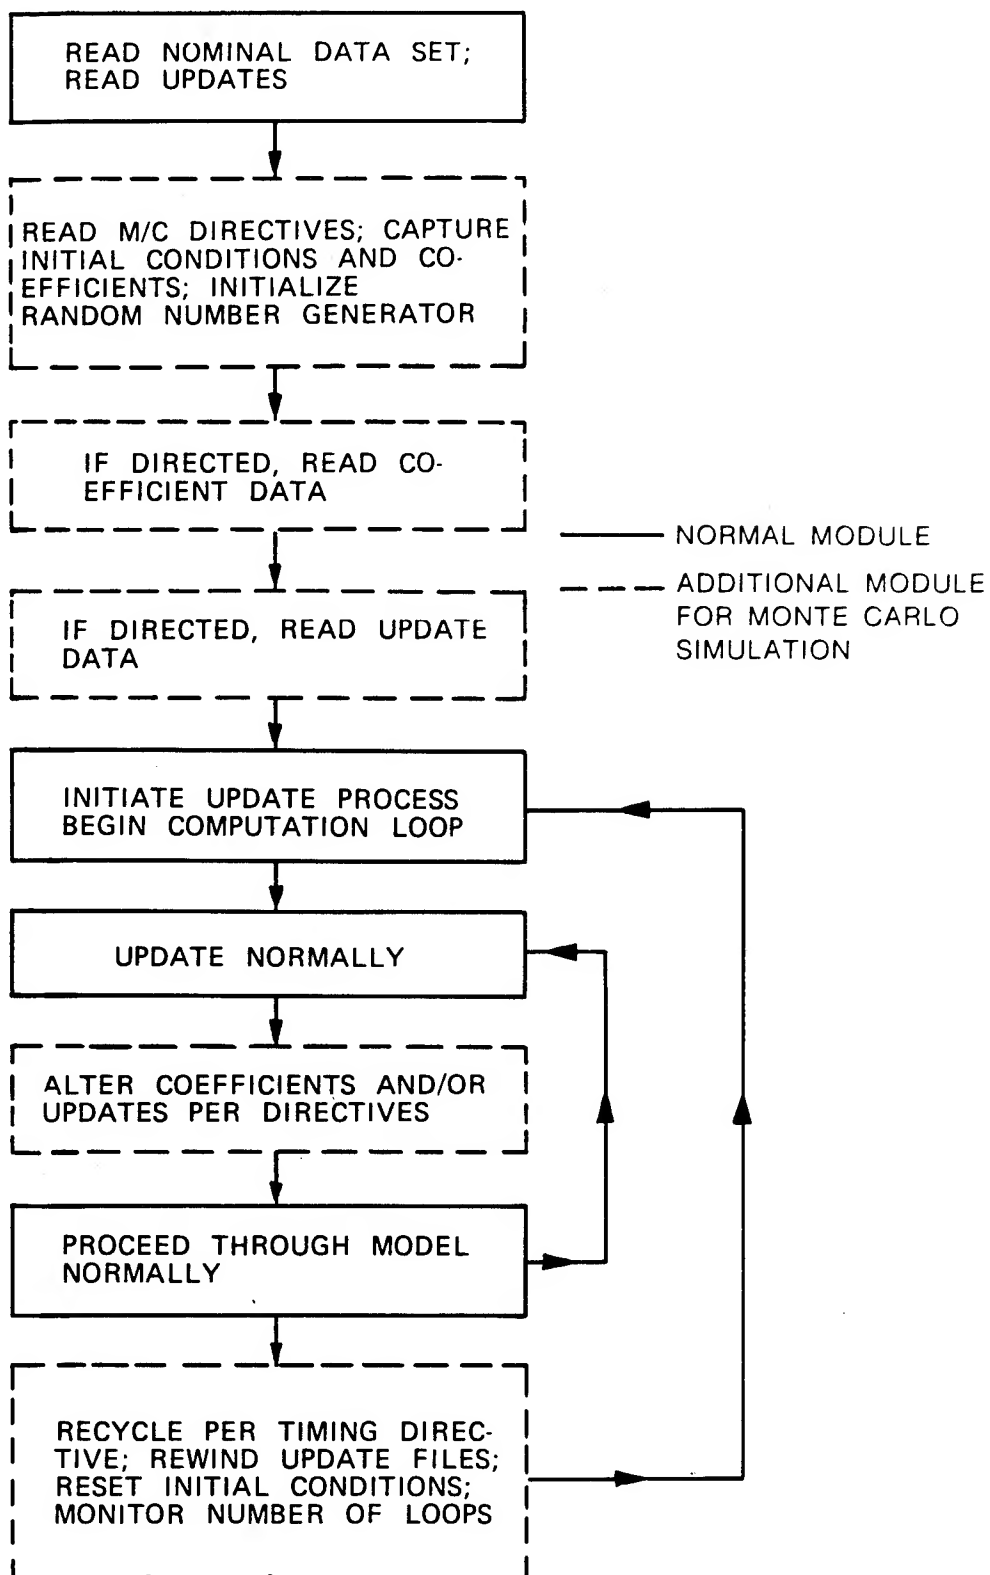 READ NOMINAL DATA SET;
READ UPDATES
READ M/C DIRECTIVES; CAPTURE
INITIAL CONDITIONS AND CO-
EFFICIENTS; INITIALIZE
RANDOM NUMBER GENERATOR
IF DIRECTED, READ CO-
EFFICIENT DATA
NORMAL MODULE
ADDITIONAL MODULE
FOR MONTE CARLO
SIMULATION
IF DIRECTED, READ UPDATE
DATA
INITIATE UPDATE PROCESS
BEGIN COMPUTATION LOOP
UPDATE NORMALLY
ALTER COEFFICIENTS AND/OR
UPDATES PER DIRECTIVES
PROCEED THROUGH MODEL
NORMALLY
RECYCLE PER TIMING DIREC-
TIVE; REWIND UPDATE FILES;
RESET INITIAL CONDITIONS;
MONITOR NUMBER OF LOOPS